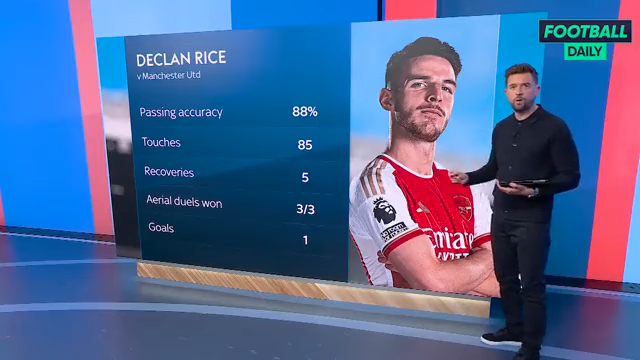 FOOTBALL
DAILY
DECLAN RICE
v Manchester Utd
Passing accuracy 88%
Touches 85
Recoveries 5
Aerial duels won 3/3
Goals 1
Emirates